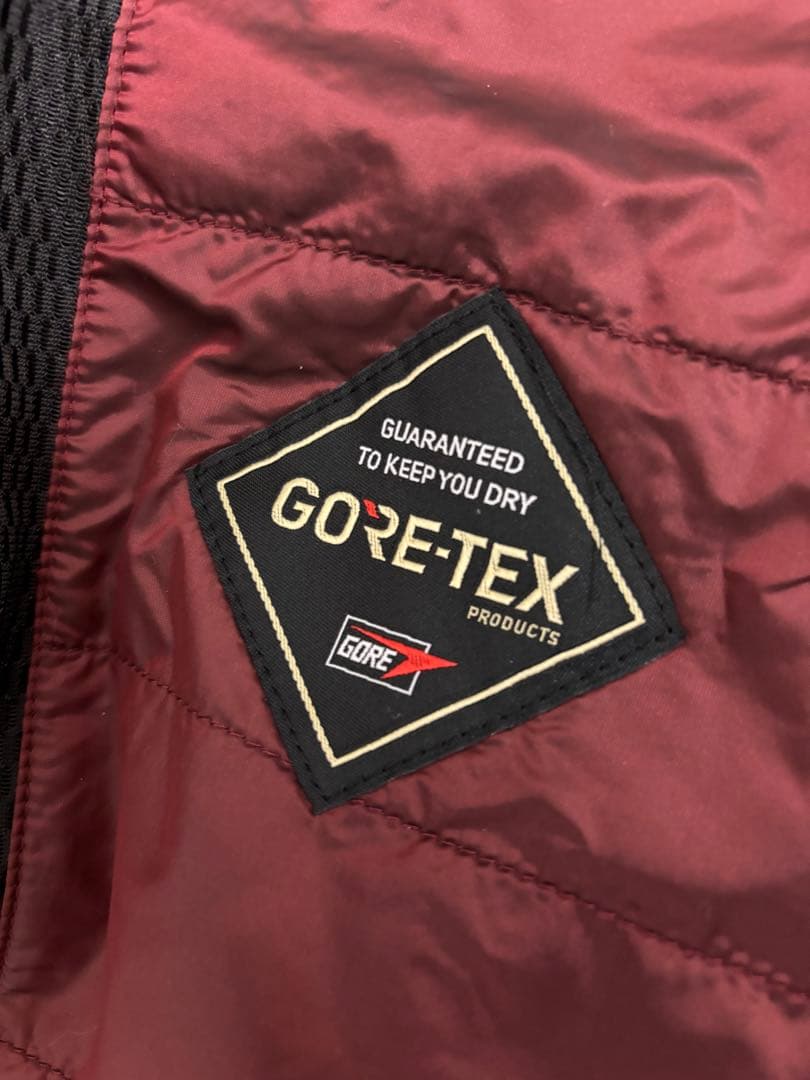 GUARANTEED
TO KEEP YOU DRY
GORE-TEX
PRODUCTS
GORE